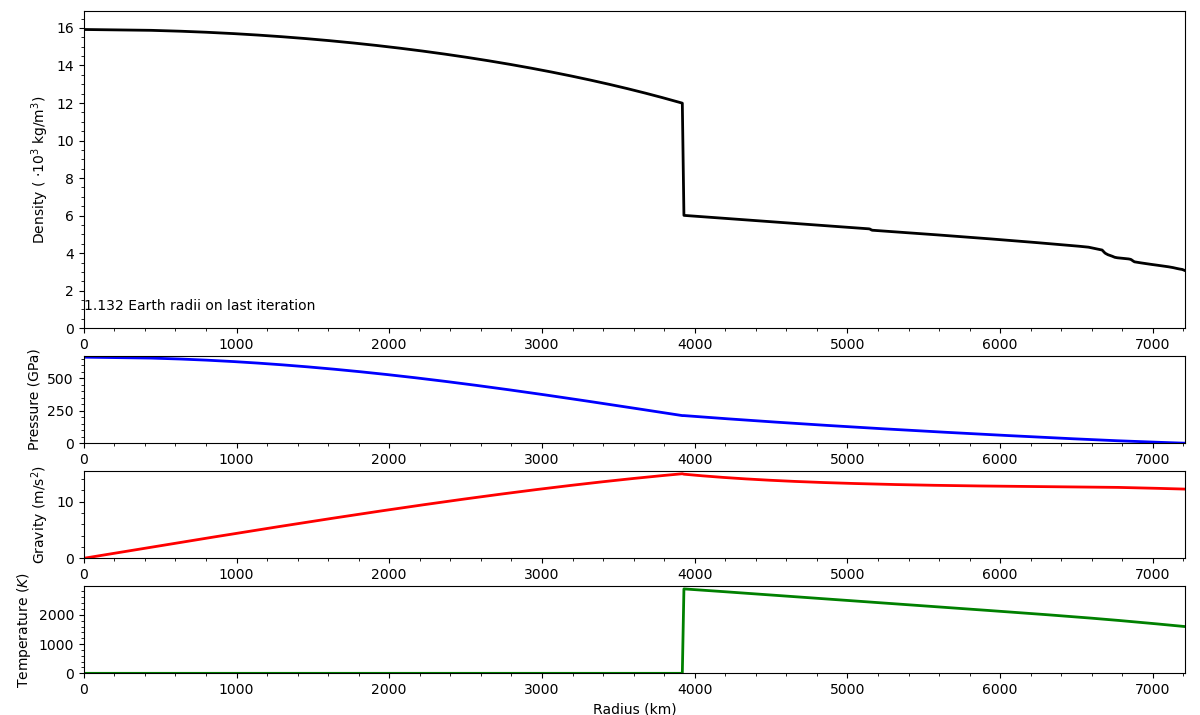 16
14
12
10
8
6
4
2
0
Density ( ·10³ kg/m³)
1.132 Earth radii on last iteration
0 1000 2000 3000 4000 5000 6000 7000
500
250
0
Pressure (GPa)
0 1000 2000 3000 4000 5000 6000 7000
10
0
Gravity (m/s²)
0 1000 2000 3000 4000 5000 6000 7000
2000
1000
0
Temperature (K)
0 1000 2000 3000 4000 5000 6000 7000
Radius (km)